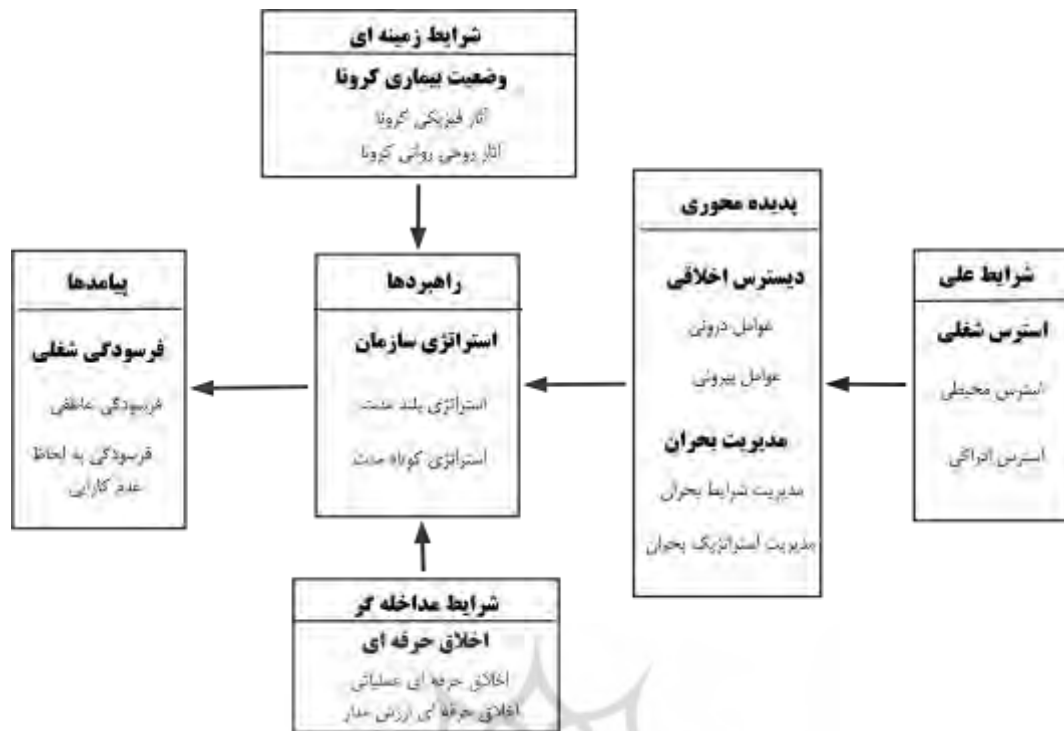 شرایط زمینه ای
وضعیت بیماری کرونا
آثار فیزیکی کرونا
آثار روحی روانی کرونا
شرایط علی
استرس شغلی
استرس محیطی
استرس ادراکی
پدیده محوری
دیسترس اخلاقی
عوامل درونی
عوامل بیرونی
مدیریت بحران
مدیریت شرایط بحران
مدیریت استراتژیک بحران
راهبردها
استراتژی سازمان
استراتژی بلند مدت
استراتژی کوتاه مدت
پیامدها
فرسودگی شغلی
فرسودگی عاطفی
فرسودگی به لحاظ
عدم کارایی
شرایط مداخله گر
اخلاق حرفه ای
اخلاق حرفه ای عملیاتی
اخلاق حرفه ای ارزش مدار